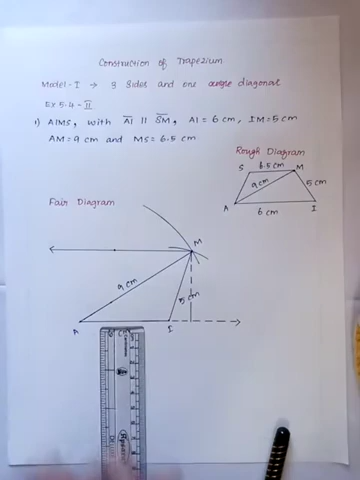 Construction of Trapezium
Model-I → 3 Sides and one diagonal
Ex 5.4 - II
1) AIMS, with AI || SM, AI = 6 cm, IM = 5 cm
AM = 9 cm and MS = 6.5 cm
Rough Diagram
S 6.5 cm M
9 cm 5 cm
A I
6 cm
Fair Diagram
M
9 cm
5 cm
A I